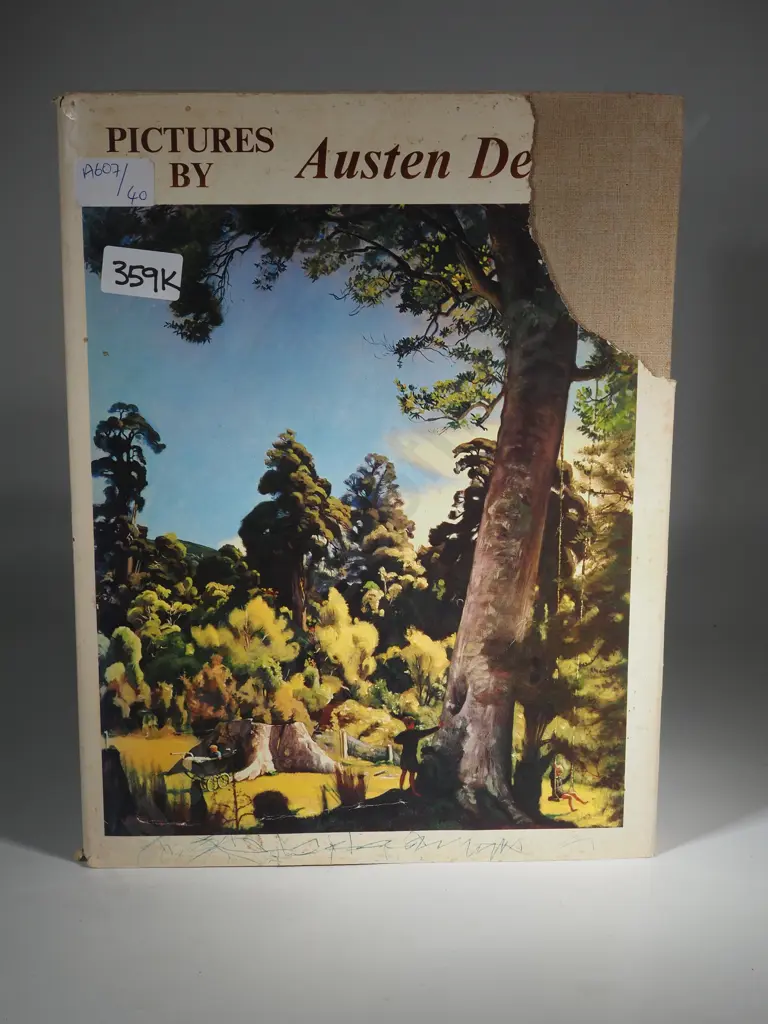 PICTURES
BY
Austen De
A607/
40
359K